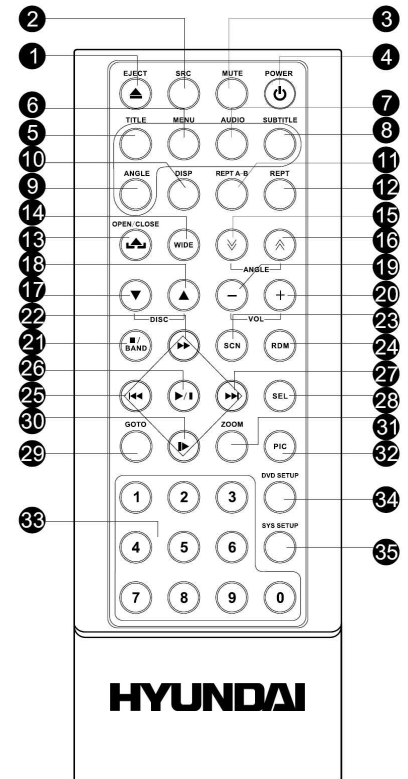 2
3
1
4
EJECT SRC MUTE POWER
6
7
TITLE MENU AUDIO SUBTITLE
5
8
10
11
ANGLE DISP REPT A-B REPT
9
12
14
15
OPEN/CLOSE
WIDE
13
16
ANGLE
18
19
17
20
DISC VOL
22
23
BAND SCN RDM
21
24
26
27
SEL
25
28
30
31
GOTO ZOOM
PIC
29
32
DVD SETUP
1 2 3
34
33
SYS SETUP
4 5 6
35
7 8 9 0
HYUNDAI